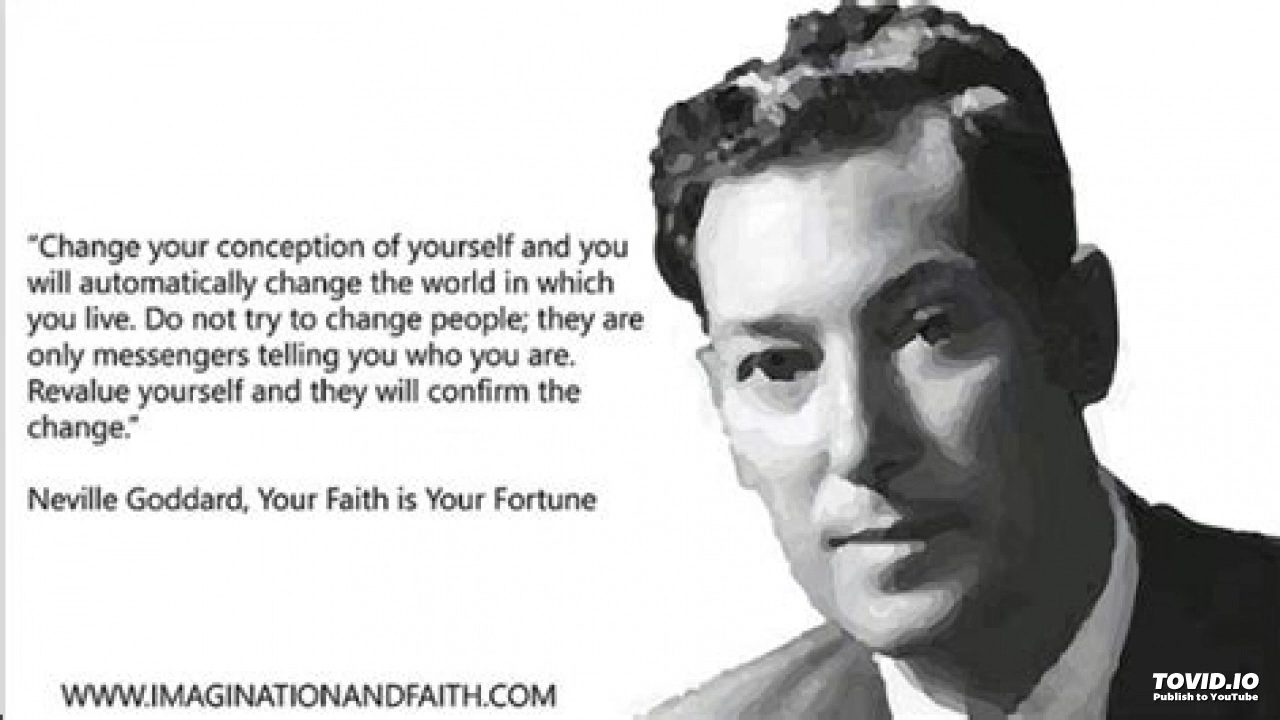 “Change your conception of yourself and you
will automatically change the world in which
you live. Do not try to change people; they are
only messengers telling you who you are.
Revalue yourself and they will confirm the
change.”
Neville Goddard, Your Faith is Your Fortune
WWW.IMAGINATIONANDFAITH.COM
TOVID.IO
Publish to YouTube